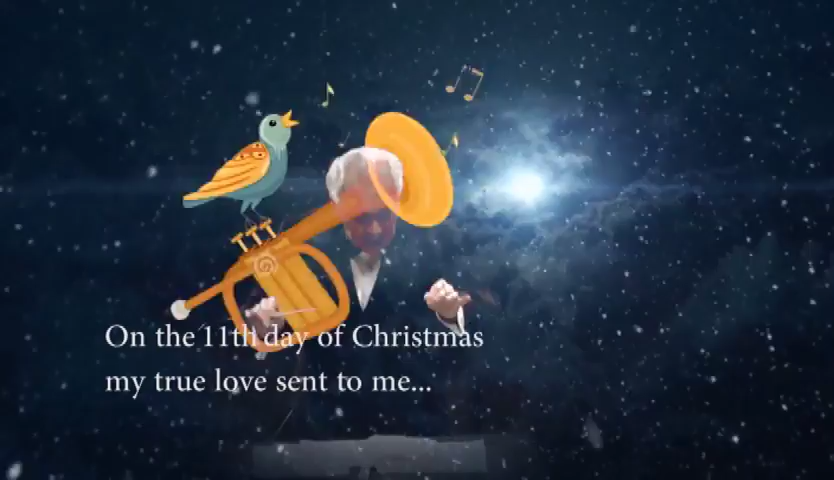 On the 11th day of Christmas
my true love sent to me...